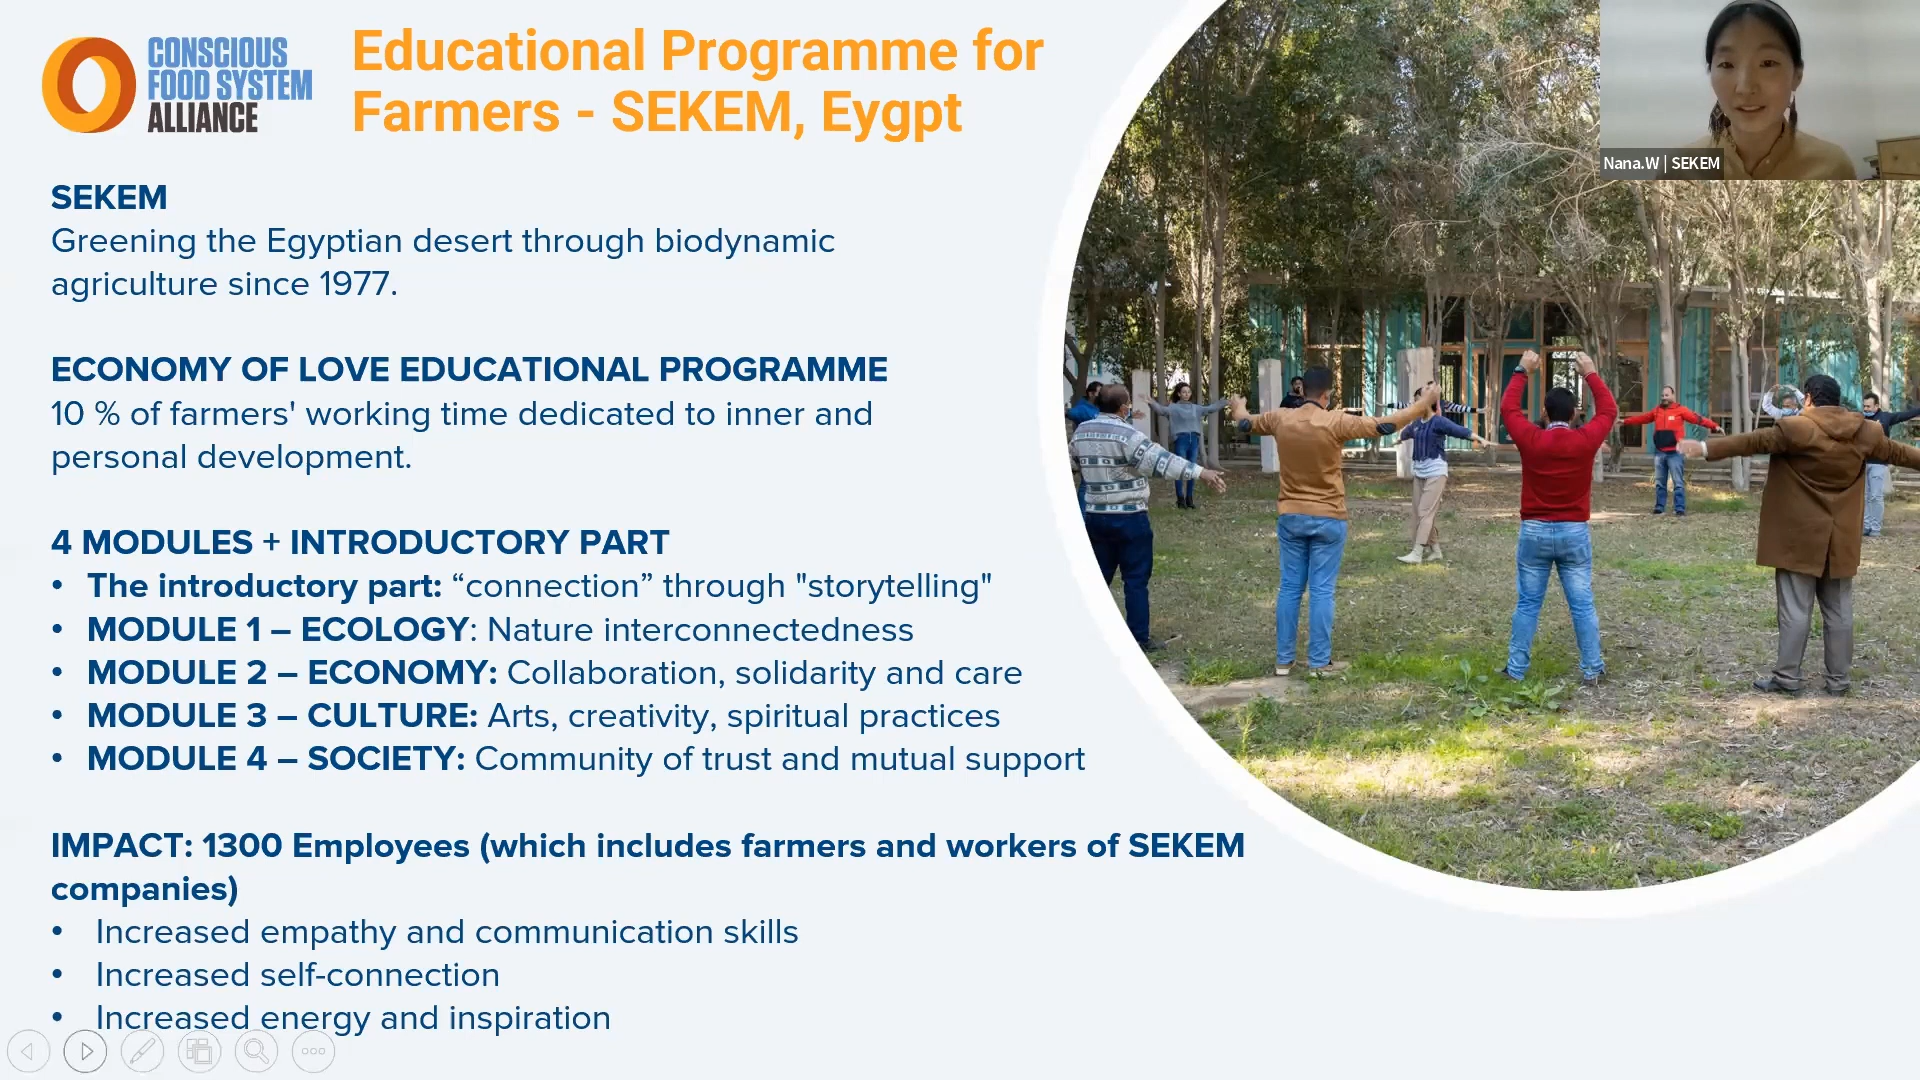 CONSCIOUS
FOOD SYSTEM
ALLIANCE
Educational Programme for
Farmers - SEKEM, Eygpt
Nana.W | SEKEM
SEKEM
Greening the Egyptian desert through biodynamic
agriculture since 1977.
ECONOMY OF LOVE EDUCATIONAL PROGRAMME
10 % of farmers' working time dedicated to inner and
personal development.
4 MODULES + INTRODUCTORY PART
• The introductory part: “connection” through "storytelling"
• MODULE 1 – ECOLOGY: Nature interconnectedness
• MODULE 2 – ECONOMY: Collaboration, solidarity and care
• MODULE 3 – CULTURE: Arts, creativity, spiritual practices
• MODULE 4 – SOCIETY: Community of trust and mutual support
IMPACT: 1300 Employees (which includes farmers and workers of SEKEM
companies)
• Increased empathy and communication skills
• Increased self-connection
• Increased energy and inspiration